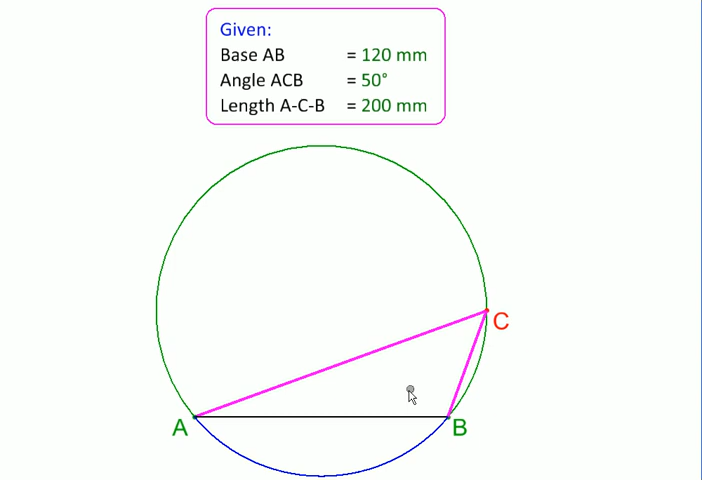 Given:
Base AB = 120 mm
Angle ACB = 50°
Length A-C-B = 200 mm
C
A
B